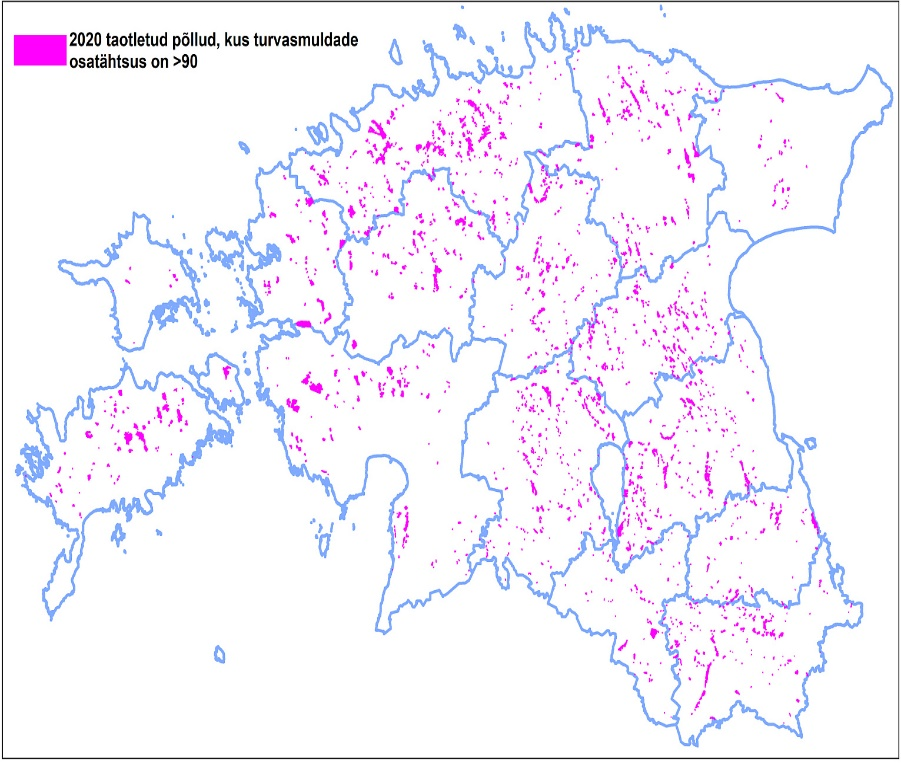 2020 taotletud põllud, kus turvasmuldade
osatähtsus on >90